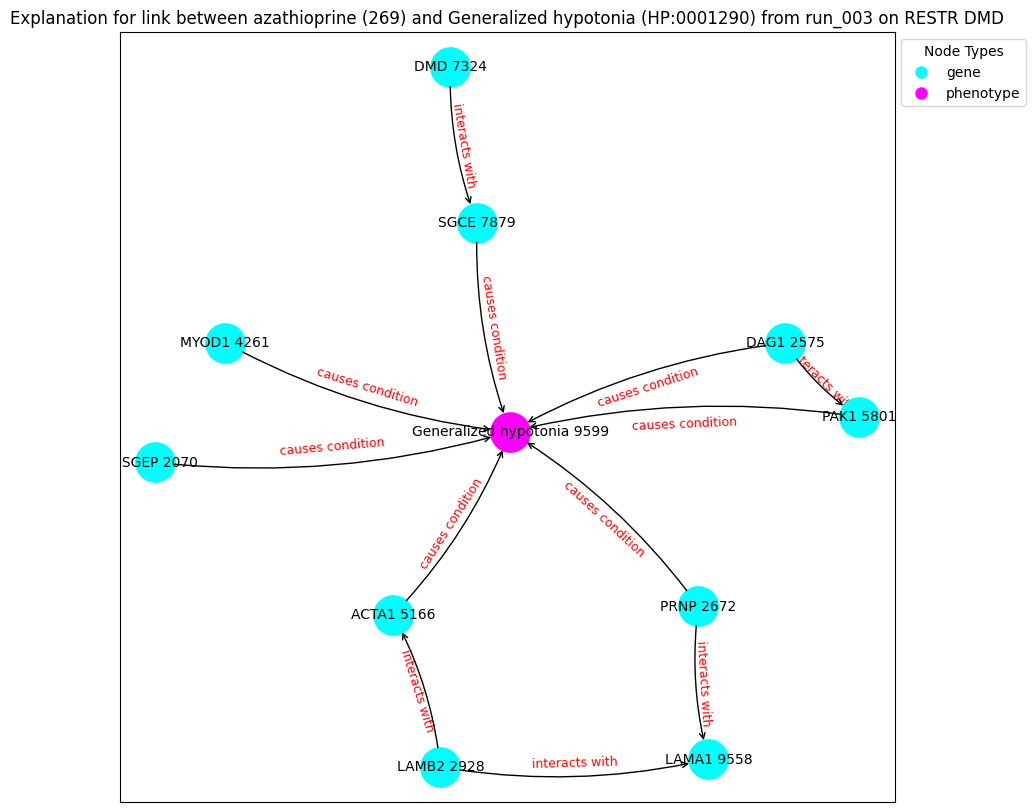 Explanation for link between azathioprine (269) and Generalized hypotonia (HP:0001290) from run_003 on RESTR DMD
Node Types
gene
phenotype
DMD 7324
interacts with
SGCE 7879
causes condition
MYOD1 4261
causes condition
DAG1 2575
causes condition
PAK1 5801
causes condition
Generalized hypotonia 9599
SGEP 2070
causes condition
causes condition
causes condition
ACTA1 5166
PRNP 2672
interacts with
interacts with
LAMB2 2928
interacts with
LAMA1 9558